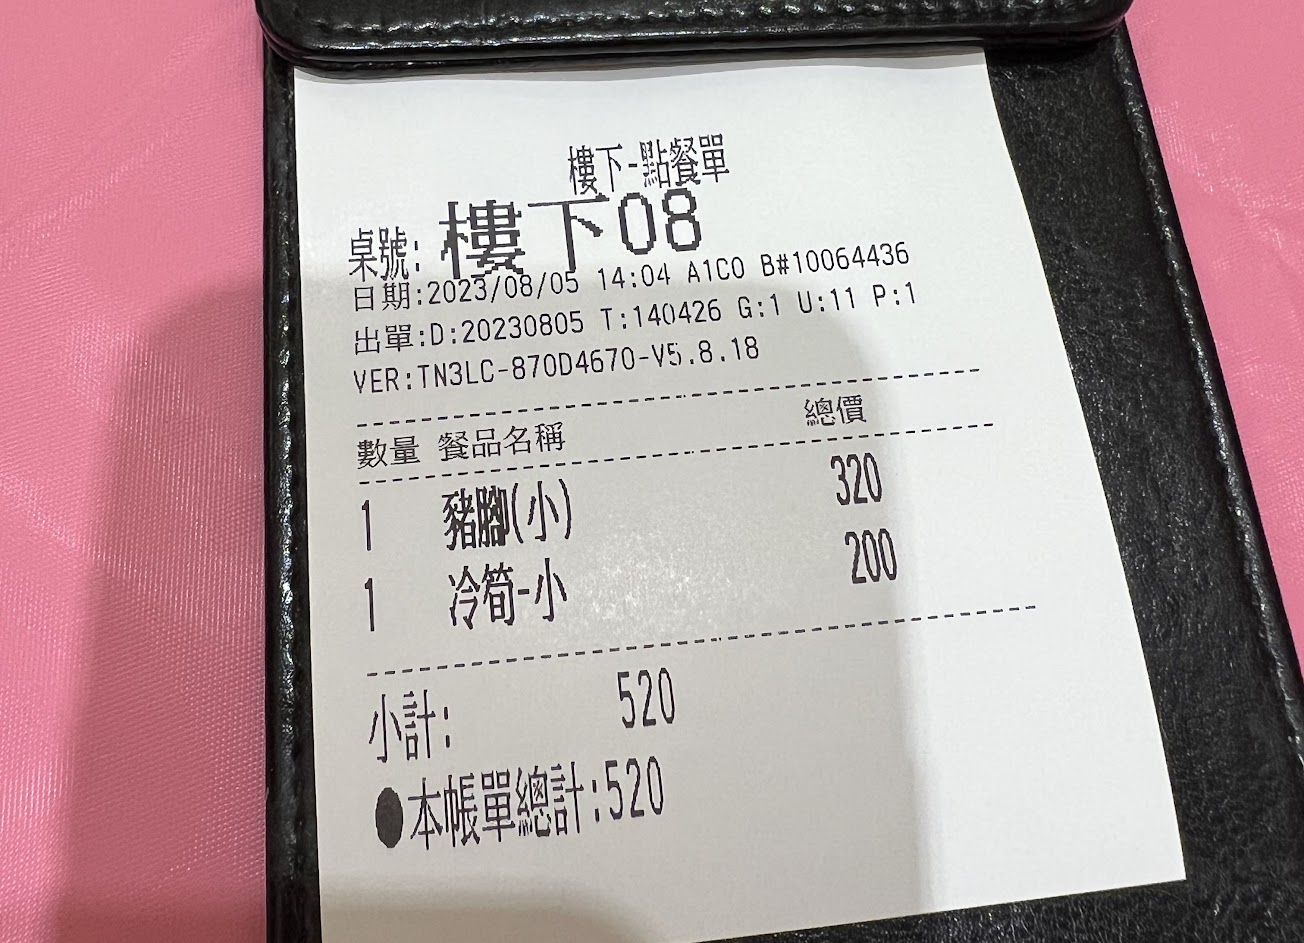 樓下-點餐單
桌號: 樓下08
日期:2023/08/05 14:04 A1C0 B#10064436
出單:D:20230805 T:140426 G:1 U:11 P:1
VER:TN3LC-870D4670-V5.8.18
數量 餐品名稱 總價
1 豬腳(小) 320
1 冷筍-小 200
小計: 520
●本帳單總計:520